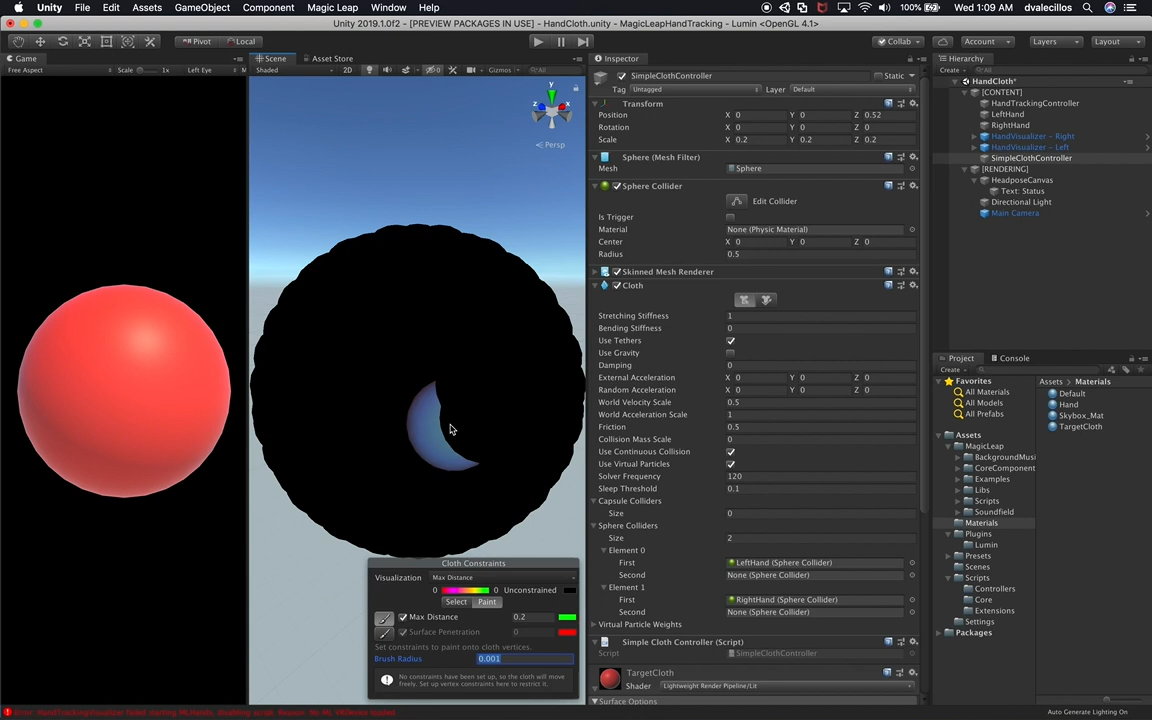 Unity File Edit Assets GameObject Component Magic Leap Window Help 100% Wed 1:09 AM dvalecillos
Unity 2019.1.0f2 - [PREVIEW PACKAGES IN USE] - HandCloth.unity - MagicLeapHandTracking - Lumin <OpenGL 4.1>
Pivot Local Collab Account Layers Layout
Game Scene Asset Store Inspector Hierarchy
Free Aspect Scale 1x Left Eye M Shaded 2D 0 Gizmos All
SimpleClothController Static
Tag Untagged Layer Default
Create All
HandCloth*
[CONTENT]
HandTrackingController
LeftHand
RightHand
HandVisualizer - Right
HandVisualizer - Left
SimpleClothController
[RENDERING]
HeadposeCanvas
Text: Status
Directional Light
Main Camera
y
z x
Persp
Transform
Position X 0 Y 0 Z 0.52
Rotation X 0 Y 0 Z 0
Scale X 0.2 Y 0.2 Z 0.2
Sphere (Mesh Filter)
Mesh Sphere
Sphere Collider
Edit Collider
Is Trigger
Material None (Physic Material)
Center X 0 Y 0 Z 0
Radius 0.5
Skinned Mesh Renderer
Cloth
Stretching Stiffness 1
Bending Stiffness 0
Use Tethers
Use Gravity
Damping 0
External Acceleration X 0 Y 0 Z 0
Random Acceleration X 0 Y 0 Z 0
World Velocity Scale 0.5
World Acceleration Scale 1
Friction 0.5
Collision Mass Scale 0
Use Continuous Collision
Use Virtual Particles
Solver Frequency 120
Sleep Threshold 0.1
Capsule Colliders
Size 0
Sphere Colliders
Size 2
Element 0
First LeftHand (Sphere Collider)
Second None (Sphere Collider)
Element 1
First RightHand (Sphere Collider)
Second None (Sphere Collider)
Virtual Particle Weights
Simple Cloth Controller (Script)
Script SimpleClothController
TargetCloth
Shader Lightweight Render Pipeline/Lit
Surface Options
Cloth Constraints
Visualization Max Distance
0 0 Unconstrained
Select Paint
Max Distance 0.2
Surface Penetration 0
Set constraints to paint onto cloth vertices.
Brush Radius 0.001
No constraints have been set up, so the cloth will move
freely. Set up vertex constraints here to restrict it.
Project Console
Create
Favorites
All Materials
All Models
All Prefabs
Assets
MagicLeap
BackgroundMusi
CoreComponent
Examples
Libs
Scripts
Soundfield
Materials
Plugins
Lumin
Presets
Scenes
Scripts
Controllers
Core
Extensions
Settings
Packages
Assets Materials
Default
Hand
Skybox_Mat
TargetCloth
Error: HandTrackingVisualizer failed starting MLHands, disabling script. Reason:
Auto Generate Lighting On